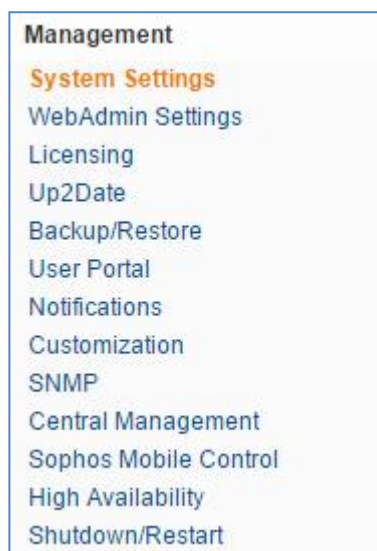 Management
System Settings
WebAdmin Settings
Licensing
Up2Date
Backup/Restore
User Portal
Notifications
Customization
SNMP
Central Management
Sophos Mobile Control
High Availability
Shutdown/Restart